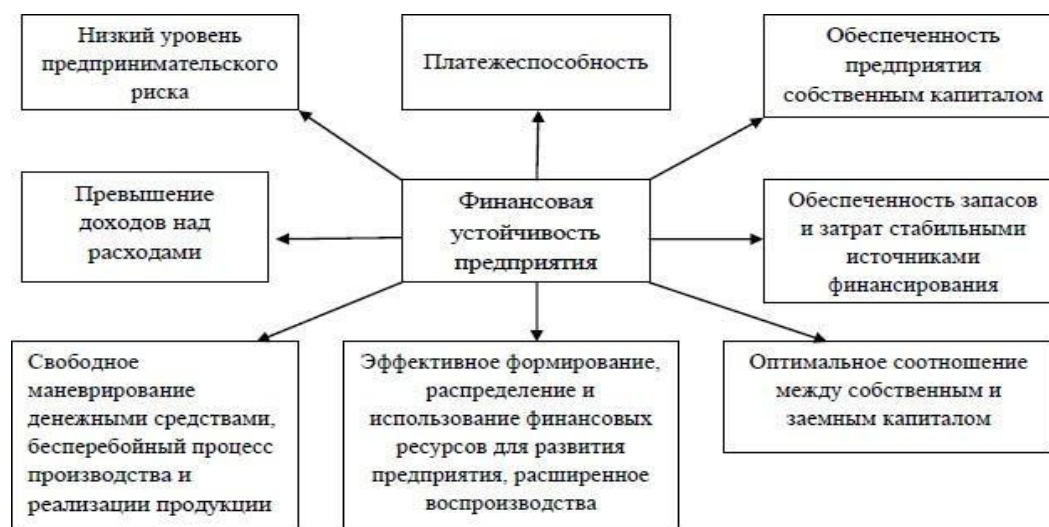 Низкий уровень
предпринимательского
риска
Платежеспособность
Обеспеченность
предприятия
собственным капиталом
Превышение
доходов над
расходами
Финансовая
устойчивость
предприятия
Обеспеченность запасов
и затрат стабильными
источниками
финансирования
Свободное
маневрирование
денежными средствами,
бесперебойный процесс
производства и
реализации продукции
Эффективное формирование,
распределение и
использование финансовых
ресурсов для развития
предприятия, расширенное
воспроизводства
Оптимальное соотношение
между собственным и
заемным капиталом